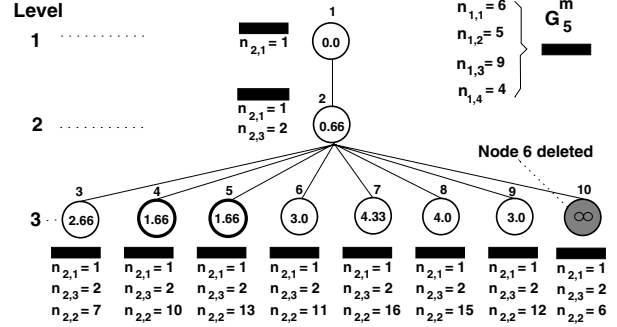 Level
1
n1,1 = 6
n1,2 = 5
n1,3 = 9
n1,4 = 4
G5^m
1 .............. n2,1 = 1 0.0
2 .............. n2,1 = 1 n2,3 = 2 2 0.66
Node 6 deleted
3 4 5 6 7 8 9 10
3 2.66 1.66 1.66 3.0 4.33 4.0 3.0 ∞
n2,1 = 1 n2,1 = 1 n2,1 = 1 n2,1 = 1 n2,1 = 1 n2,1 = 1 n2,1 = 1 n2,1 = 1
n2,3 = 2 n2,3 = 2 n2,3 = 2 n2,3 = 2 n2,3 = 2 n2,3 = 2 n2,3 = 2 n2,3 = 2
n2,2 = 7 n2,2 = 10 n2,2 = 13 n2,2 = 11 n2,2 = 16 n2,2 = 15 n2,2 = 12 n2,2 = 6